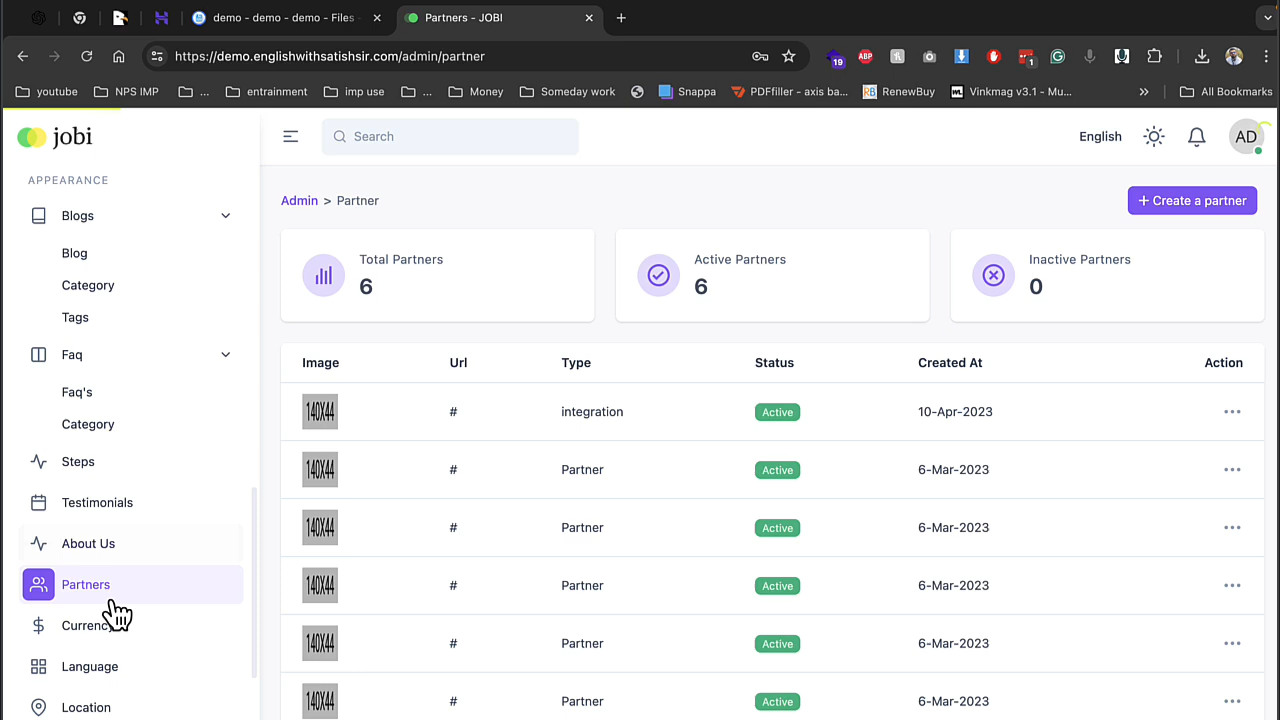 demo - demo - demo - Files
Partners - JOBI
https://demo.englishwithsatishsir.com/admin/partner
19
ABP
1
youtube
NPS IMP
...
entrainment
imp use
...
Money
Someday work
Snappa
PDFfiller - axis ba...
RB
RenewBuy
Vinkmag v3.1 - Mu...
All Bookmarks
jobi
Search
English
AD
APPEARANCE
Blogs
Blog
Category
Tags
Faq
Faq's
Category
Steps
Testimonials
About Us
Partners
Currency
Language
Location
Admin > Partner
+ Create a partner
Total Partners
6
Active Partners
6
Inactive Partners
0
Image Url Type Status Created At Action
140X44 # integration Active 10-Apr-2023
140X44 # Partner Active 6-Mar-2023
140X44 # Partner Active 6-Mar-2023
140X44 # Partner Active 6-Mar-2023
140X44 # Partner Active 6-Mar-2023
140X44 # Partner Active 6-Mar-2023